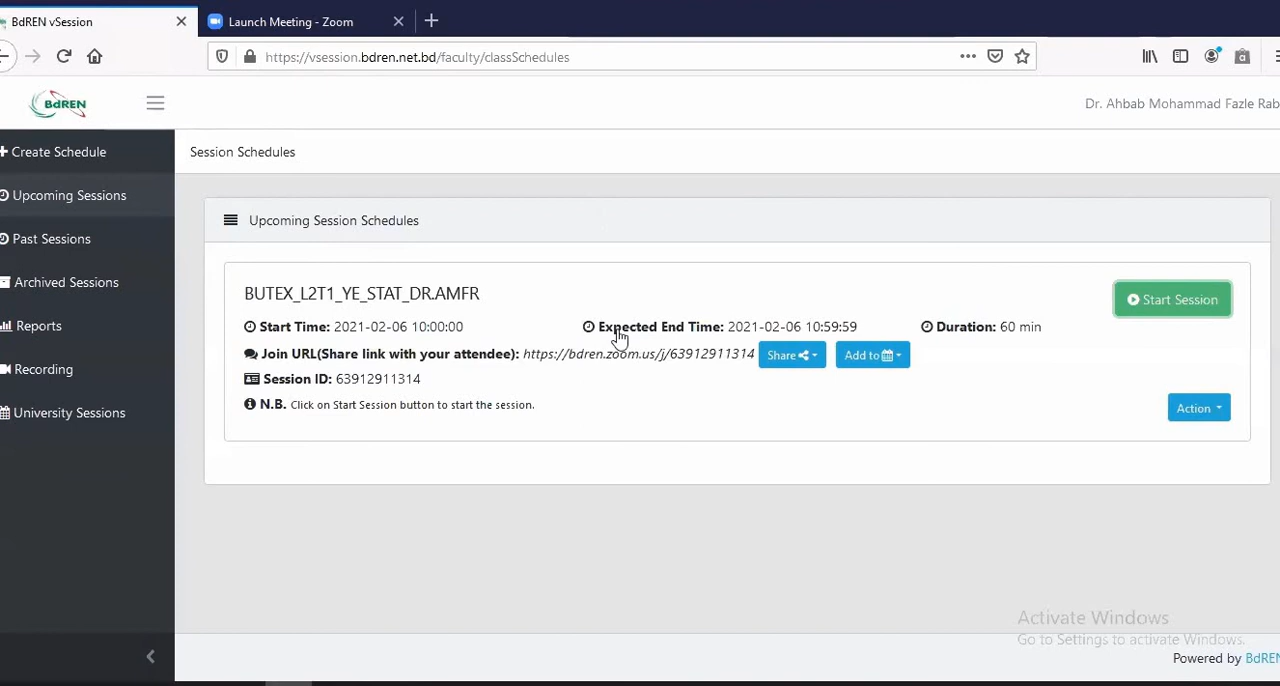 BdREN vSession
Launch Meeting - Zoom
https://vsession.bdren.net.bd/faculty/classSchedules
BdREN
Dr. Ahbab Mohammad Fazle Rab
Create Schedule
Session Schedules
Upcoming Sessions
Past Sessions
Archived Sessions
Reports
Recording
University Sessions
Upcoming Session Schedules
BUTEX_L2T1_YE_STAT_DR.AMFR
Start Session
Start Time: 2021-02-06 10:00:00
Expected End Time: 2021-02-06 10:59:59
Duration: 60 min
Join URL(Share link with your attendee): https://bdren.zoom.us/j/63912911314
Share
Add to
Session ID: 63912911314
N.B. Click on Start Session button to start the session.
Action
Activate Windows
Go to Settings to activate Windows.
Powered by BdREN